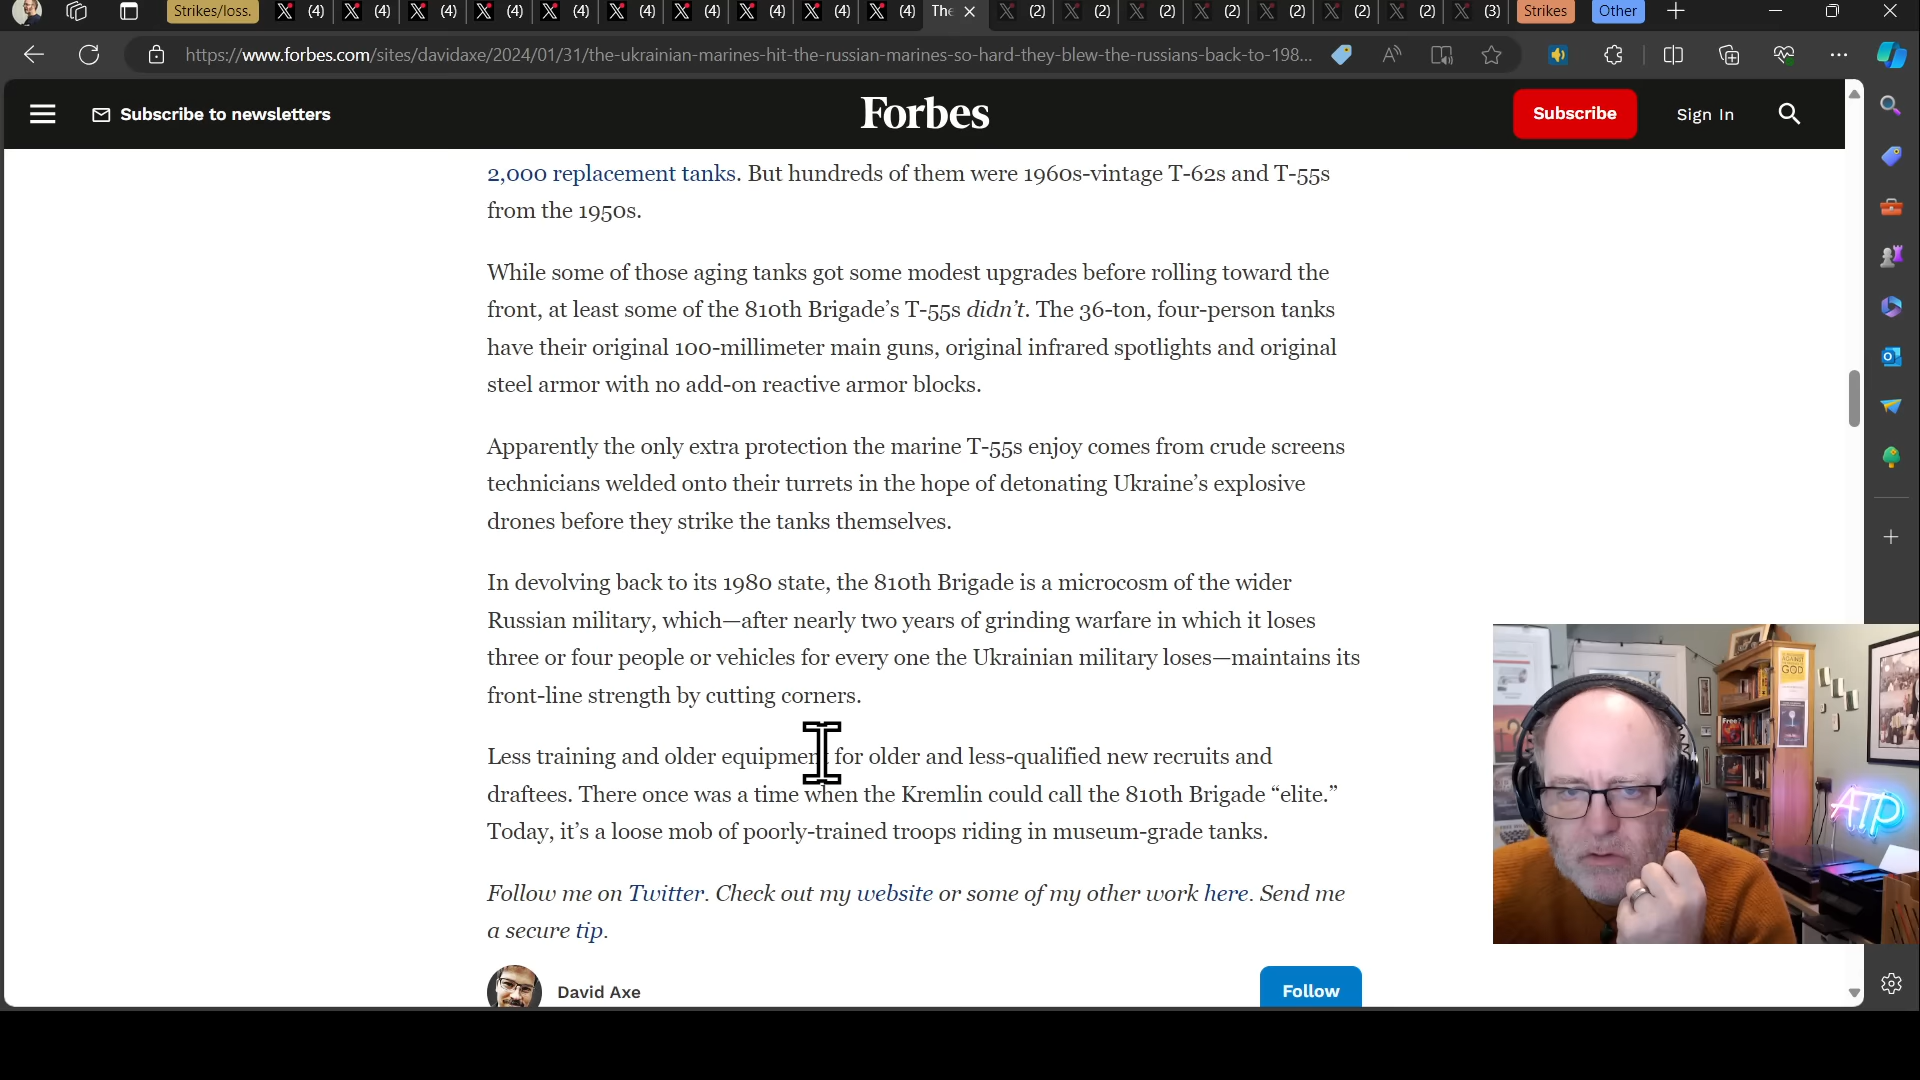 Strikes/loss.
(4)
(4)
(4)
(4)
(4)
(4)
(4)
(4)
(4)
(4)
The
(2)
(2)
(2)
(2)
(2)
(2)
(2)
(3)
Strikes
Other
https://www.forbes.com/sites/davidaxe/2024/01/31/the-ukrainian-marines-hit-the-russian-marines-so-hard-they-blew-the-russians-back-to-198...
Subscribe to newsletters
Forbes
Subscribe
Sign In
2,000 replacement tanks. But hundreds of them were 1960s-vintage T-62s and T-55s
from the 1950s.
While some of those aging tanks got some modest upgrades before rolling toward the
front, at least some of the 810th Brigade’s T-55s didn’t. The 36-ton, four-person tanks
have their original 100-millimeter main guns, original infrared spotlights and original
steel armor with no add-on reactive armor blocks.
Apparently the only extra protection the marine T-55s enjoy comes from crude screens
technicians welded onto their turrets in the hope of detonating Ukraine’s explosive
drones before they strike the tanks themselves.
In devolving back to its 1980 state, the 810th Brigade is a microcosm of the wider
Russian military, which—after nearly two years of grinding warfare in which it loses
three or four people or vehicles for every one the Ukrainian military loses—maintains its
front-line strength by cutting corners.
Less training and older equipment for older and less-qualified new recruits and
draftees. There once was a time when the Kremlin could call the 810th Brigade “elite.”
Today, it’s a loose mob of poorly-trained troops riding in museum-grade tanks.
Follow me on Twitter. Check out my website or some of my other work here. Send me
a secure tip.
David Axe
Follow
AGAINST
GOD
Free?
ATP